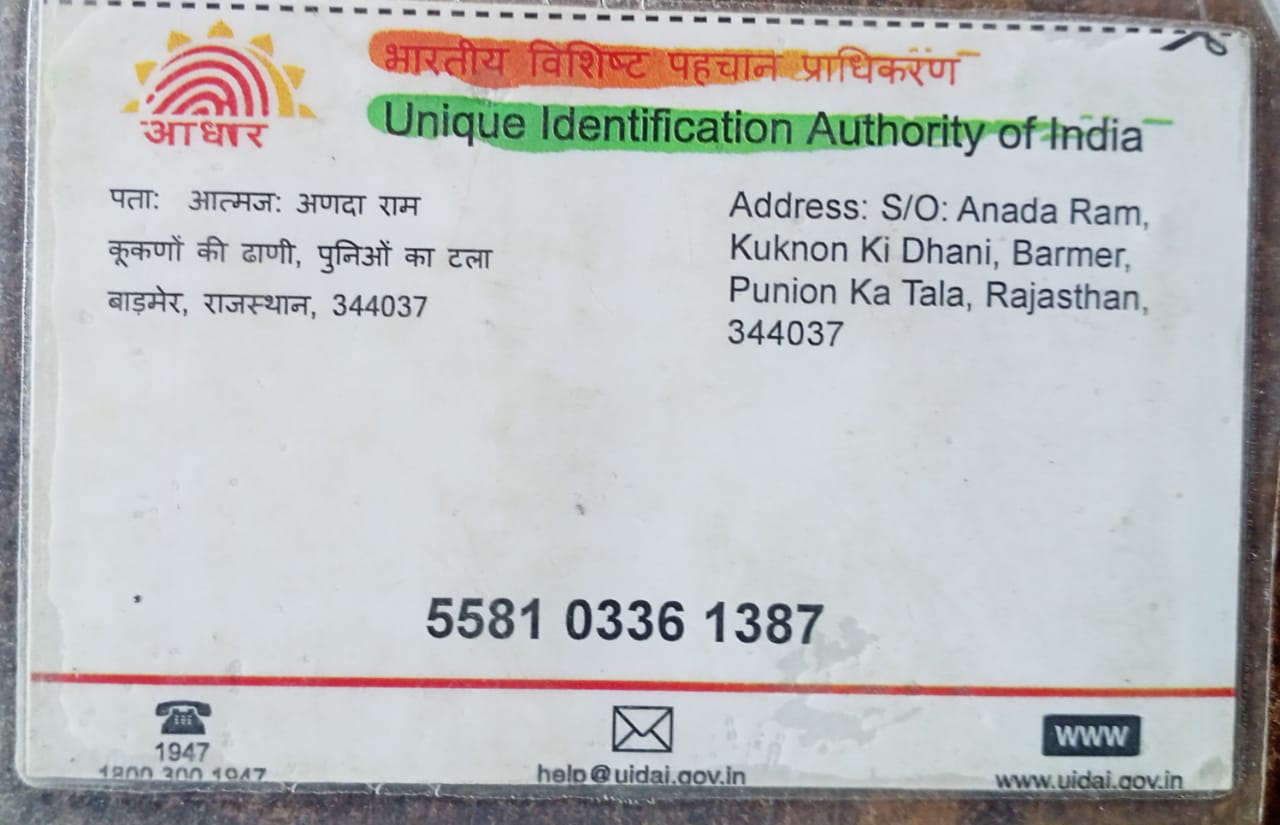 आधार
भारतीय विशिष्ट पहचान प्राधिकरण
Unique Identification Authority of India
पता: आत्मज: अणदा राम
कूकणों की ढाणी, पुनिओं का टला
बाड़मेर, राजस्थान, 344037
Address: S/O: Anada Ram,
Kuknon Ki Dhani, Barmer,
Punion Ka Tala, Rajasthan,
344037
5581 0336 1387
1947
1800 300 1947
help@uidai.gov.in
www
www.uidai.gov.in